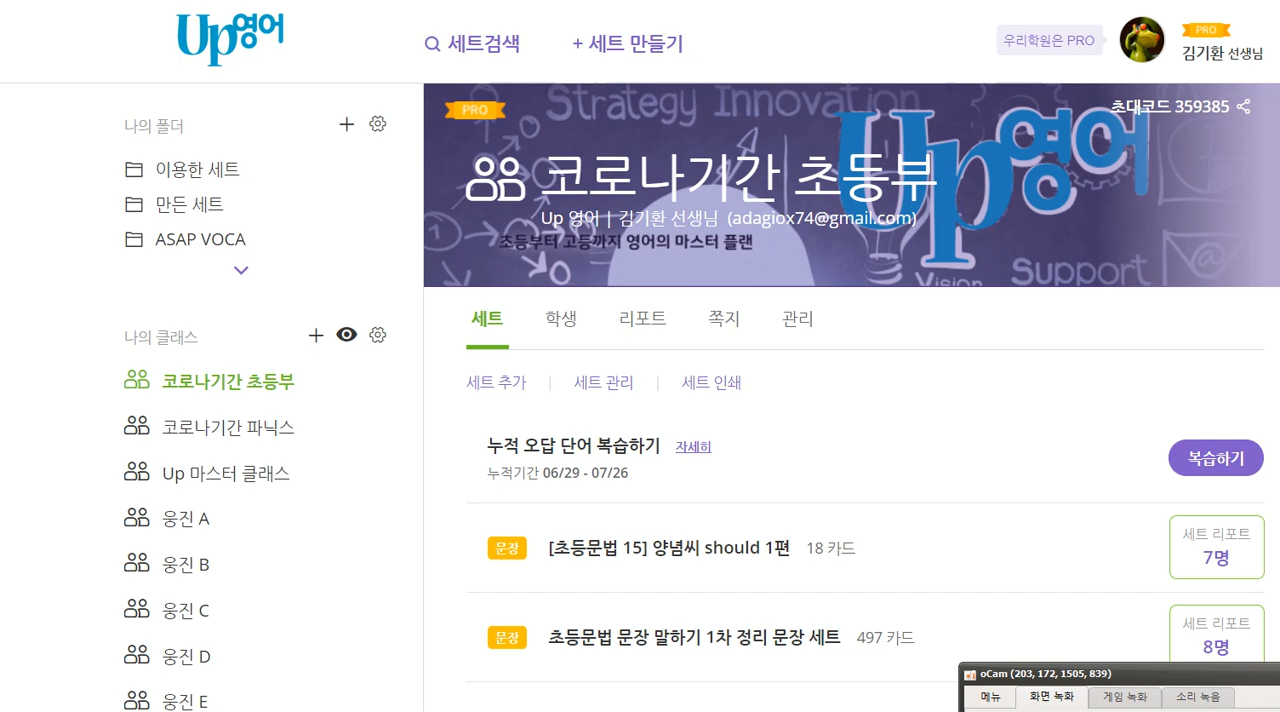 Up영어
세트검색
+ 세트 만들기
우리학원은 PRO
PRO
김기환 선생님
나의 폴더
이용한 세트
만든 세트
ASAP VOCA
나의 클래스
코로나기간 초등부
코로나기간 파닉스
Up 마스터 클래스
웅진 A
웅진 B
웅진 C
웅진 D
웅진 E
PRO
Strategy Innovation
초대코드 359385
Up영어
코로나기간 초등부
Up 영어 | 김기환 선생님 (adagiox74@gmail.com)
초등부터 고등까지 영어의 마스터 플랜
Support
Vision
세트 학생 리포트 쪽지 관리
세트 추가 | 세트 관리 | 세트 인쇄
누적 오답 단어 복습하기 자세히
누적기간 06/29 - 07/26
복습하기
문장 [초등문법 15] 양념씨 should 1편 18 카드
세트 리포트
7명
문장 초등문법 문장 말하기 1차 정리 문장 세트 497 카드
세트 리포트
8명
oCam (203, 172, 1505, 839)
메뉴 화면 녹화 게임 녹화 소리 녹음